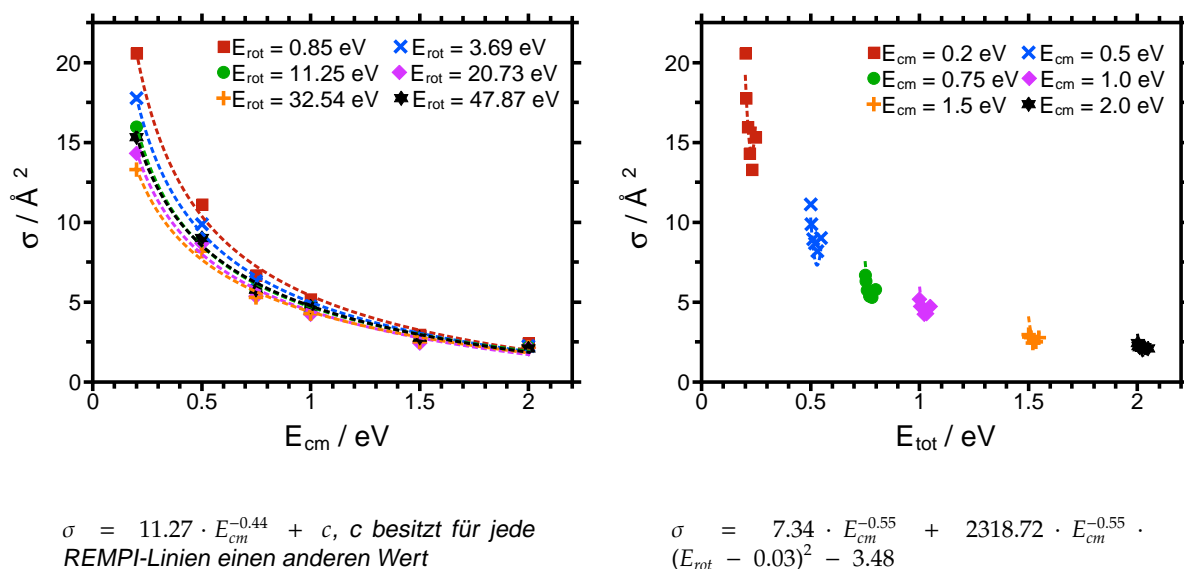 σ / Å ²
20
15
10
5
0
0 0.5 1 1.5 2
E_cm / eV
E_rot = 0.85 eV
E_rot = 3.69 eV
E_rot = 11.25 eV
E_rot = 20.73 eV
E_rot = 32.54 eV
E_rot = 47.87 eV
σ / Å ²
20
15
10
5
0
0 0.5 1 1.5 2
E_tot / eV
E_cm = 0.2 eV
E_cm = 0.5 eV
E_cm = 0.75 eV
E_cm = 1.0 eV
E_cm = 1.5 eV
E_cm = 2.0 eV
σ = 11.27 · E_cm^−0.44 + c, c besitzt für jede
REMPI-Linien einen anderen Wert
σ = 7.34 · E_cm^−0.55 + 2318.72 · E_cm^−0.55 ·
(E_rot − 0.03)² − 3.48